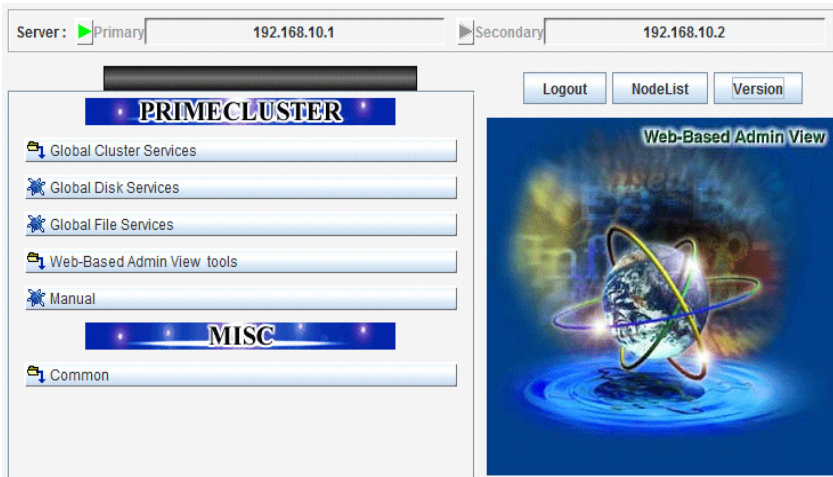 Server : Primary 192.168.10.1 Secondary 192.168.10.2
Logout NodeList Version
PRIMECLUSTER
Global Cluster Services
Global Disk Services
Global File Services
Web-Based Admin View tools
Manual
MISC
Common
Web-Based Admin View